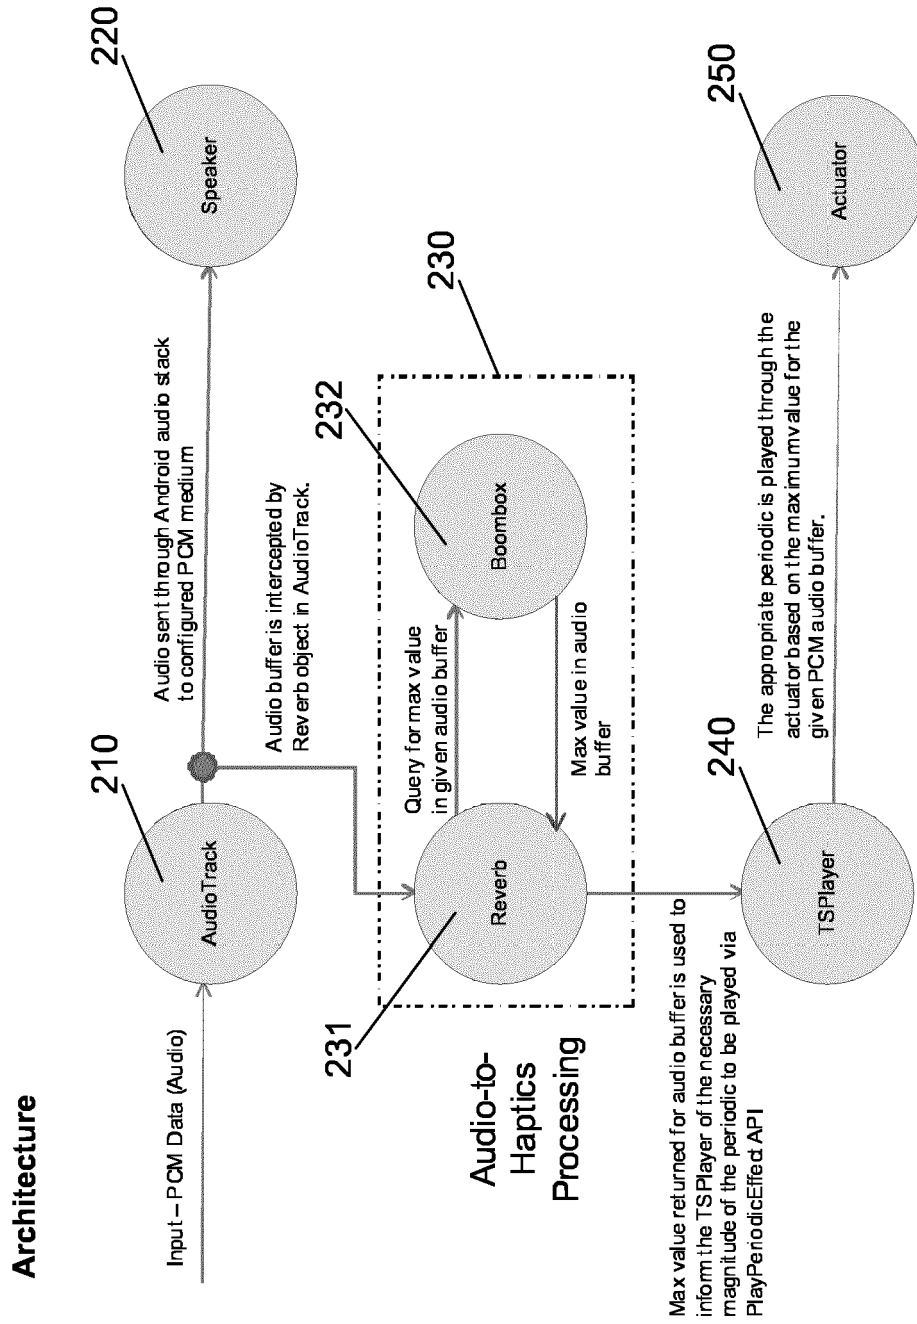 Architecture
Input – PCM Data (Audio)
210
AudioTrack
Audio sent through Android audio stack
to configured PCM medium
220
Speaker
Audio buffer is intercepted by
Reverb object in AudioTrack.
230
Audio-to-
Haptics
Processing
231
Reverb
Query for max value
in given audio buffer
232
Boombox
Max value in audio
buffer
Max value returned for audio buffer is used to
inform the TSPlayer of the necessary
magnitude of the periodic to be played via
PlayPeriodicEffed API
240
TSPlayer
The appropriate periodic is played through the
actuator based on the maximum value for the
given PCM audio buffer.
250
Actuator